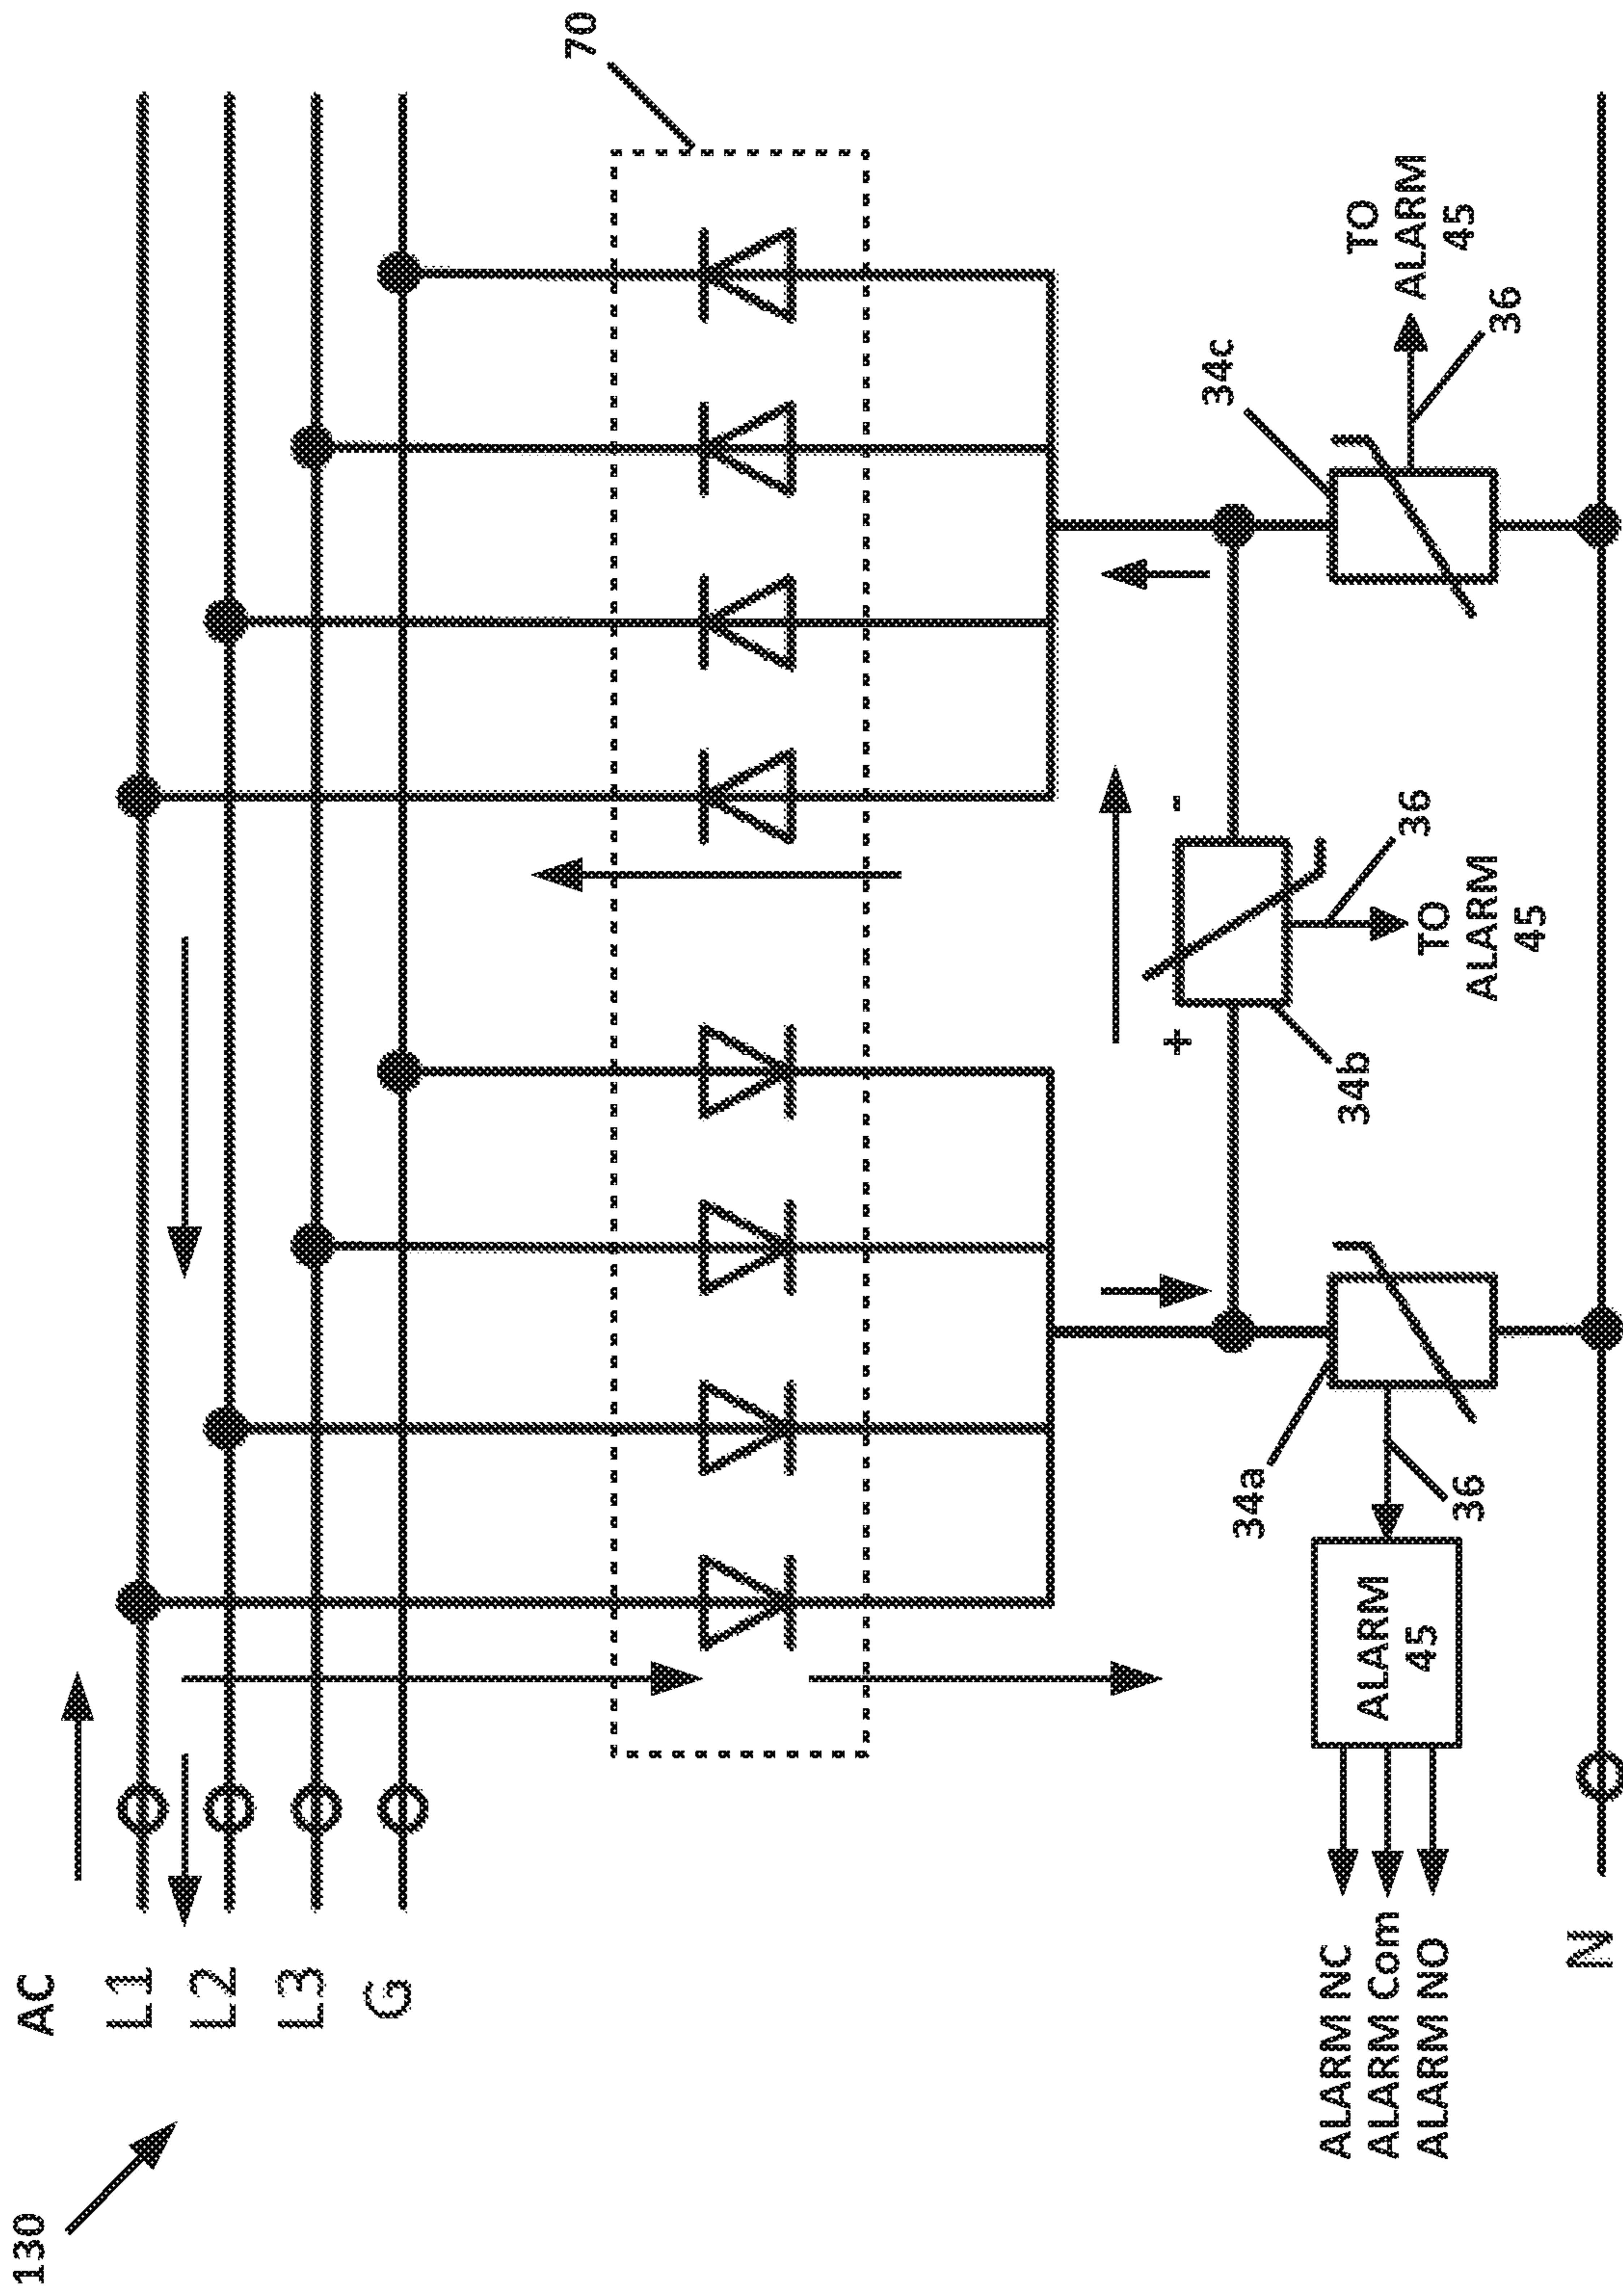 130
AC
L1
L2
L3
G
70
34a
36
ALARM
45
ALARM NC
ALARM Com
ALARM NO
+
-
34b
36
TO
ALARM
45
34c
36
TO
ALARM
45
N